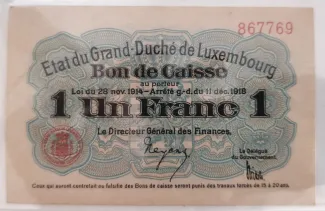 867769
Etat du Grand-Duché de Luxembourg
Bon de Caisse
au porteur
Loi du 28 nov. 1914-Arrêté g.-d. du 11 déc. 1918
1 Un Franc 1
Le Directeur Général des Finances,
Le Délégué
du Gouvernement,
Ceux qui auront contrefait ou falsifié des Bons de caisse seront punis des travaux forcés de 15 à 20 ans.